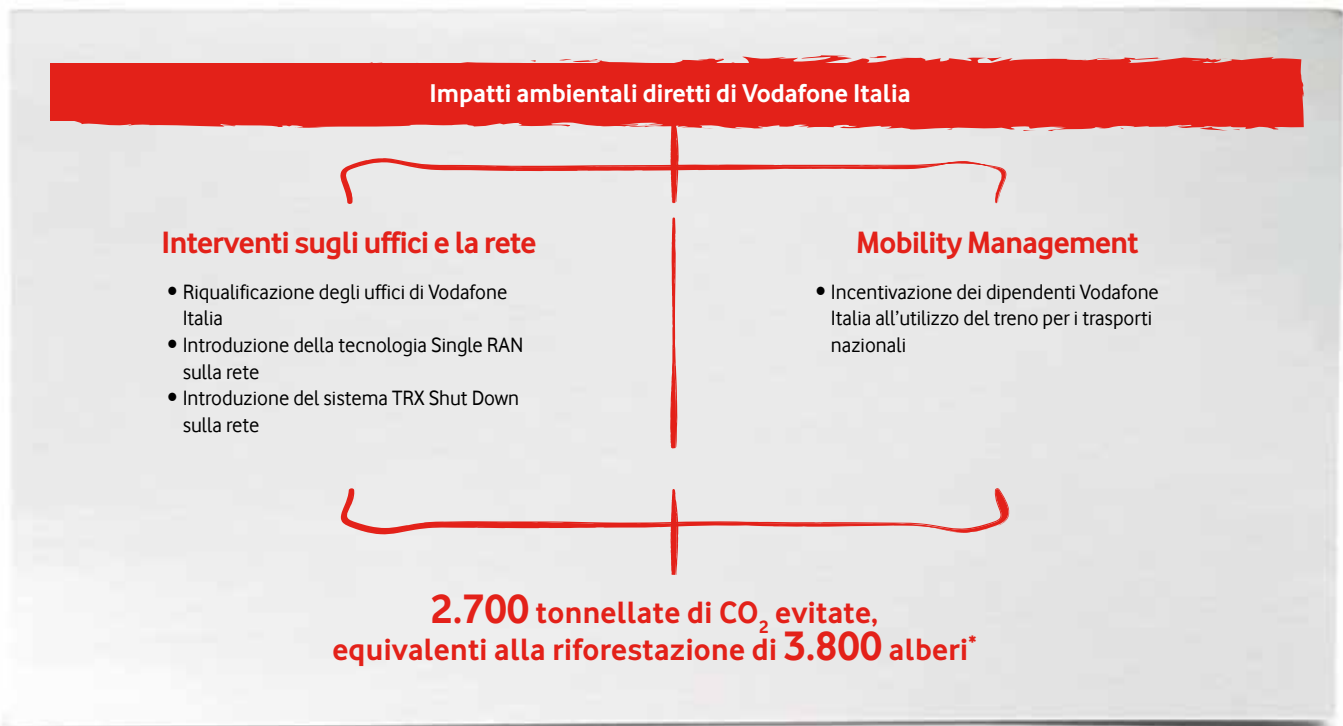 Impatti ambientali diretti di Vodafone Italia
Interventi sugli uffici e la rete
• Riqualificazione degli uffici di Vodafone
Italia
• Introduzione della tecnologia Single RAN
sulla rete
• Introduzione del sistema TRX Shut Down
sulla rete
Mobility Management
• Incentivazione dei dipendenti Vodafone
Italia all’utilizzo del treno per i trasporti
nazionali
2.700 tonnellate di CO₂ evitate,
equivalenti alla riforestazione di 3.800 alberi*